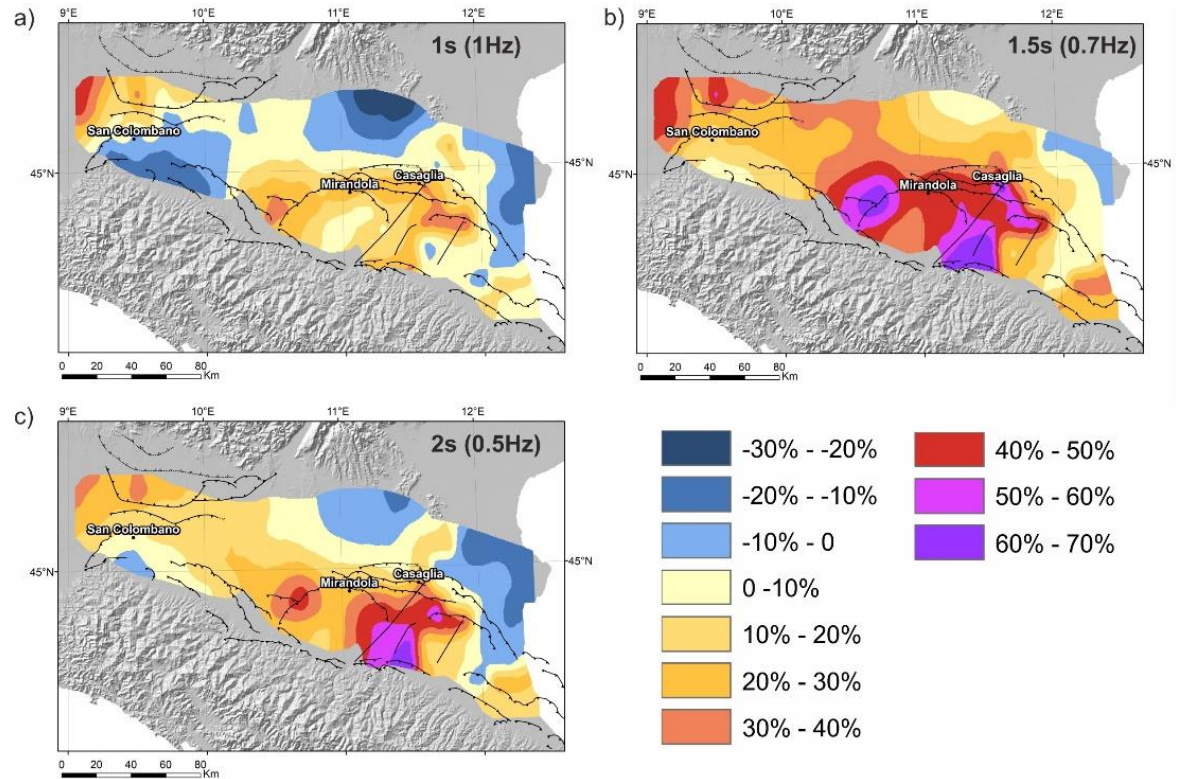 a)
9°E 10°E 11°E 12°E
1s (1Hz)
San Colombano
45°N 45°N
Mirandola Casaglia
0 20 40 60 80 Km
b)
9°E 10°E 11°E 12°E
1.5s (0.7Hz)
San Colombano
45°N 45°N
Mirandola Casaglia
0 20 40 60 80 Km
c)
9°E 10°E 11°E 12°E
2s (0.5Hz)
San Colombano
45°N 45°N
Mirandola Casaglia
0 20 40 60 80 Km
-30% - -20%
-20% - -10%
-10% - 0
0 -10%
10% - 20%
20% - 30%
30% - 40%
40% - 50%
50% - 60%
60% - 70%